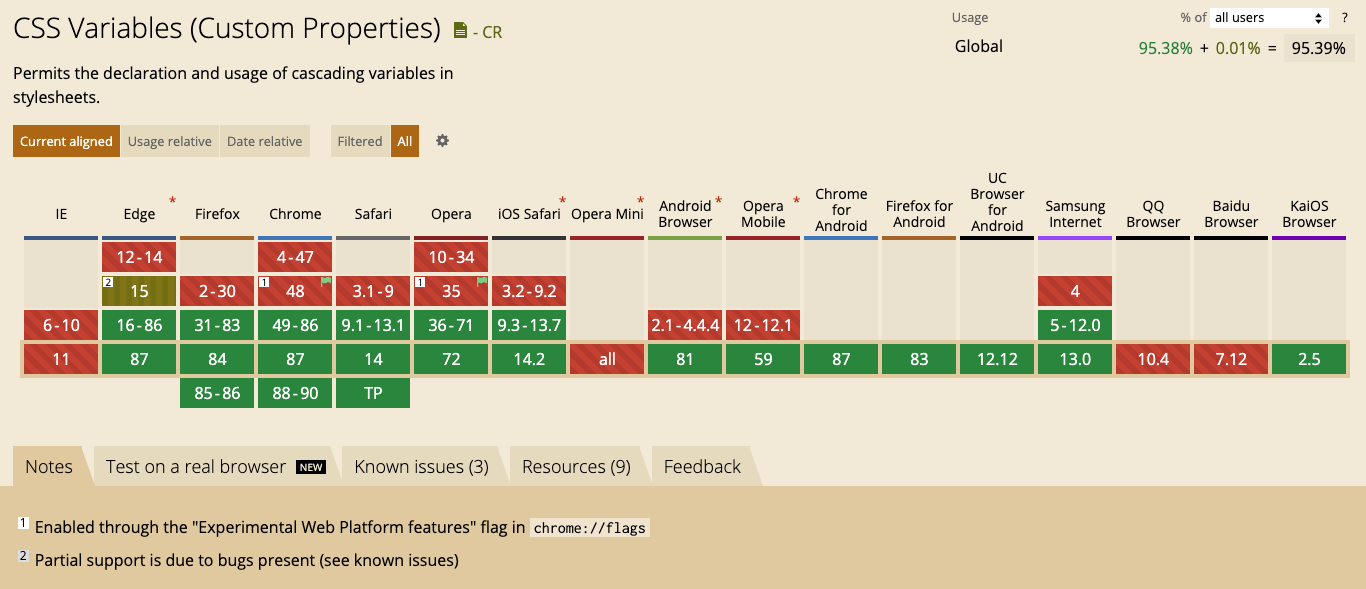 CSS Variables (Custom Properties) - CR
Usage % of all users ?
Global 95.38% + 0.01% = 95.39%
Permits the declaration and usage of cascading variables in
stylesheets.
Current aligned Usage relative Date relative Filtered All
IE Edge * Firefox Chrome Safari Opera iOS Safari * Opera Mini * Android Browser * Opera Mobile * Chrome for Android Firefox for Android UC Browser for Android Samsung Internet QQ Browser Baidu Browser KaiOS Browser
12-14 4-47 10-34
2 15 2-30 1 48 3.1-9 1 35 3.2-9.2 4
6-10 16-86 31-83 49-86 9.1-13.1 36-71 9.3-13.7 2.1-4.4.4 12-12.1 5-12.0
11 87 84 87 14 72 14.2 all 81 59 87 83 12.12 13.0 10.4 7.12 2.5
85-86 88-90 TP
Notes Test on a real browser NEW Known issues (3) Resources (9) Feedback
1 Enabled through the "Experimental Web Platform features" flag in chrome://flags
2 Partial support is due to bugs present (see known issues)